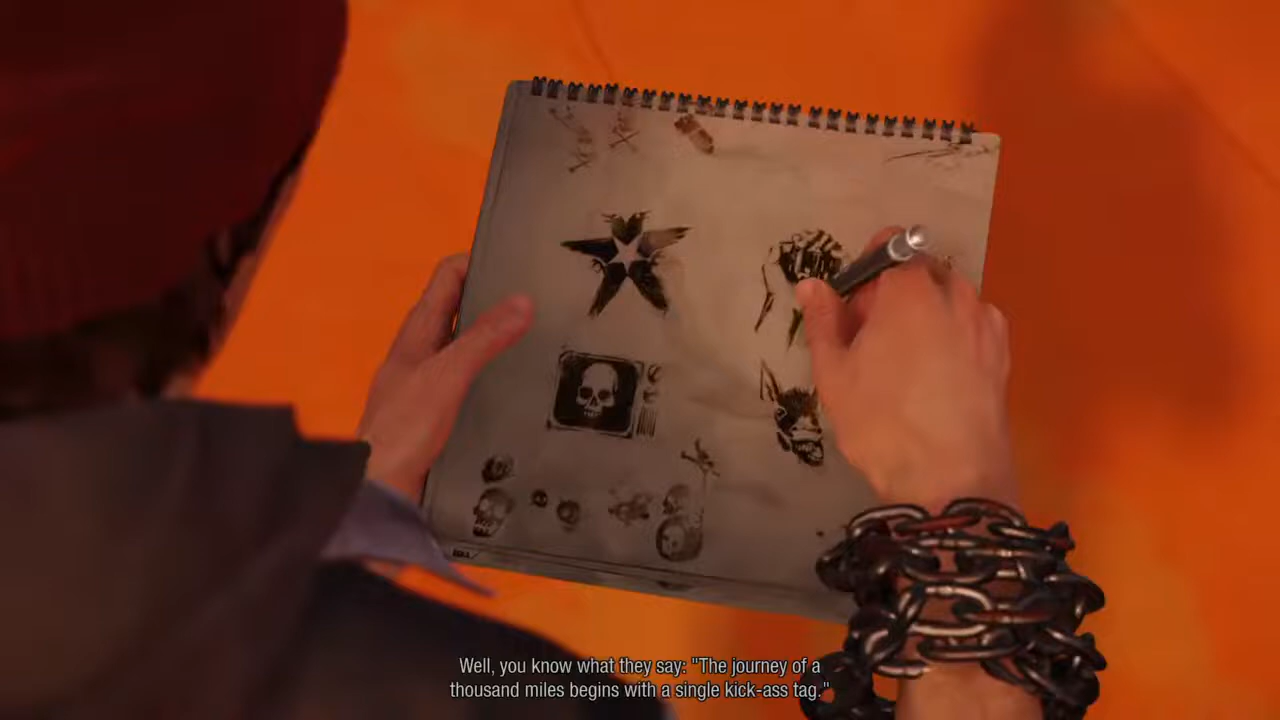 Well, you know what they say: "The journey of a
thousand miles begins with a single kick-ass tag."